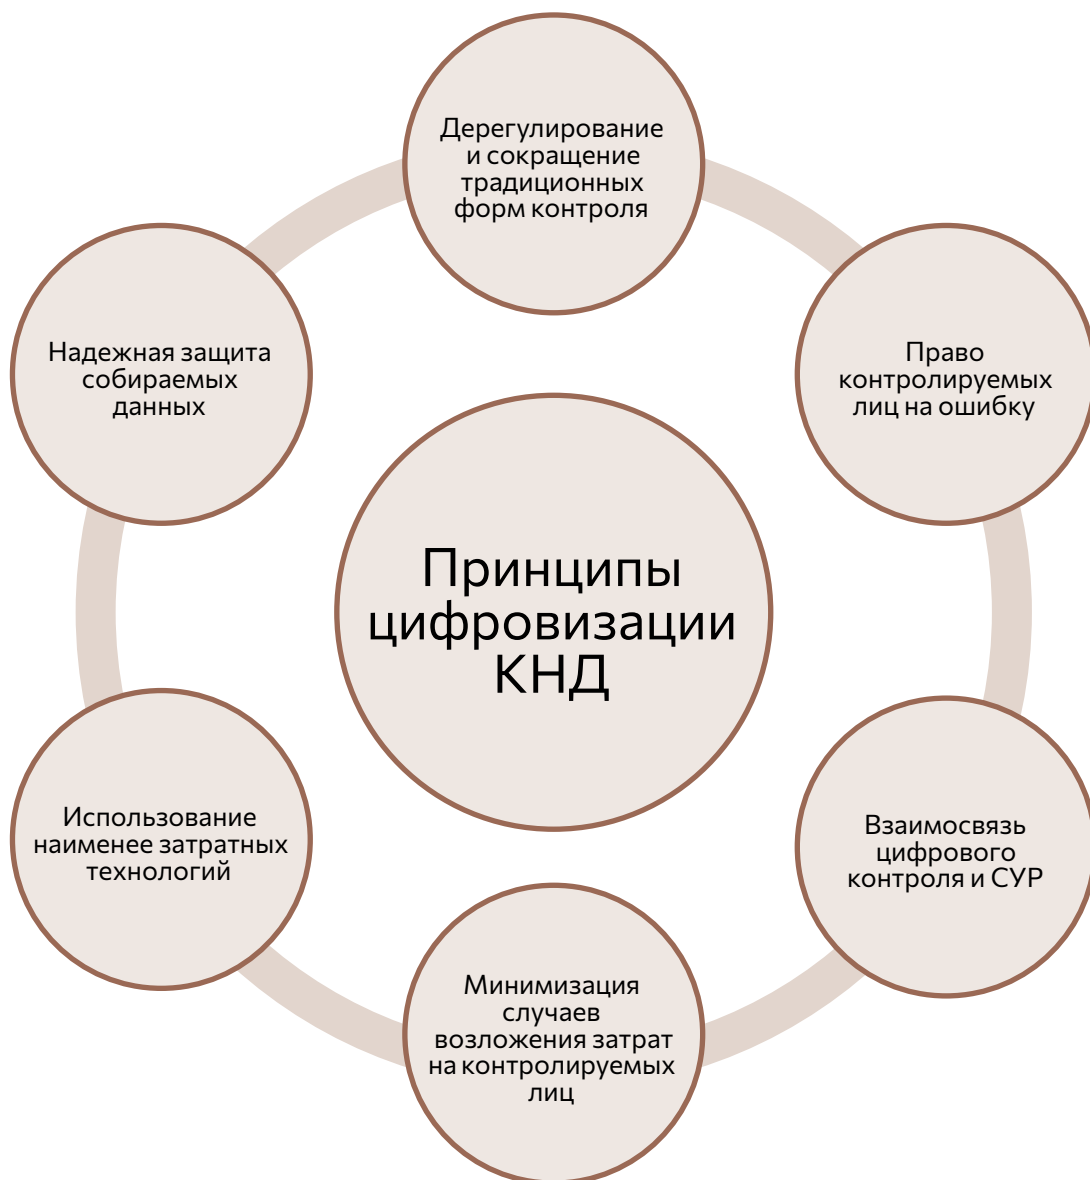 Дерегулирование
и сокращение
традиционных
форм контроля
Право
контролируемых
лиц на ошибку
Взаимосвязь
цифрового
контроля и СУР
Минимизация
случаев
возложения затрат
на контролируемых
лиц
Использование
наименее затратных
технологий
Надежная защита
собираемых
данных
Принципы
цифровизации
КНД